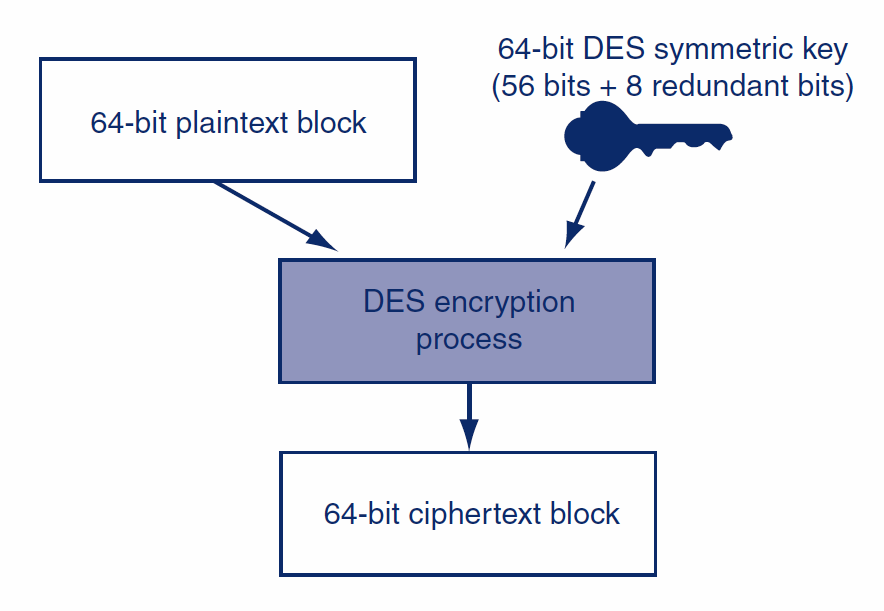 64-bit DES symmetric key
(56 bits + 8 redundant bits)
64-bit plaintext block
DES encryption
process
64-bit ciphertext block